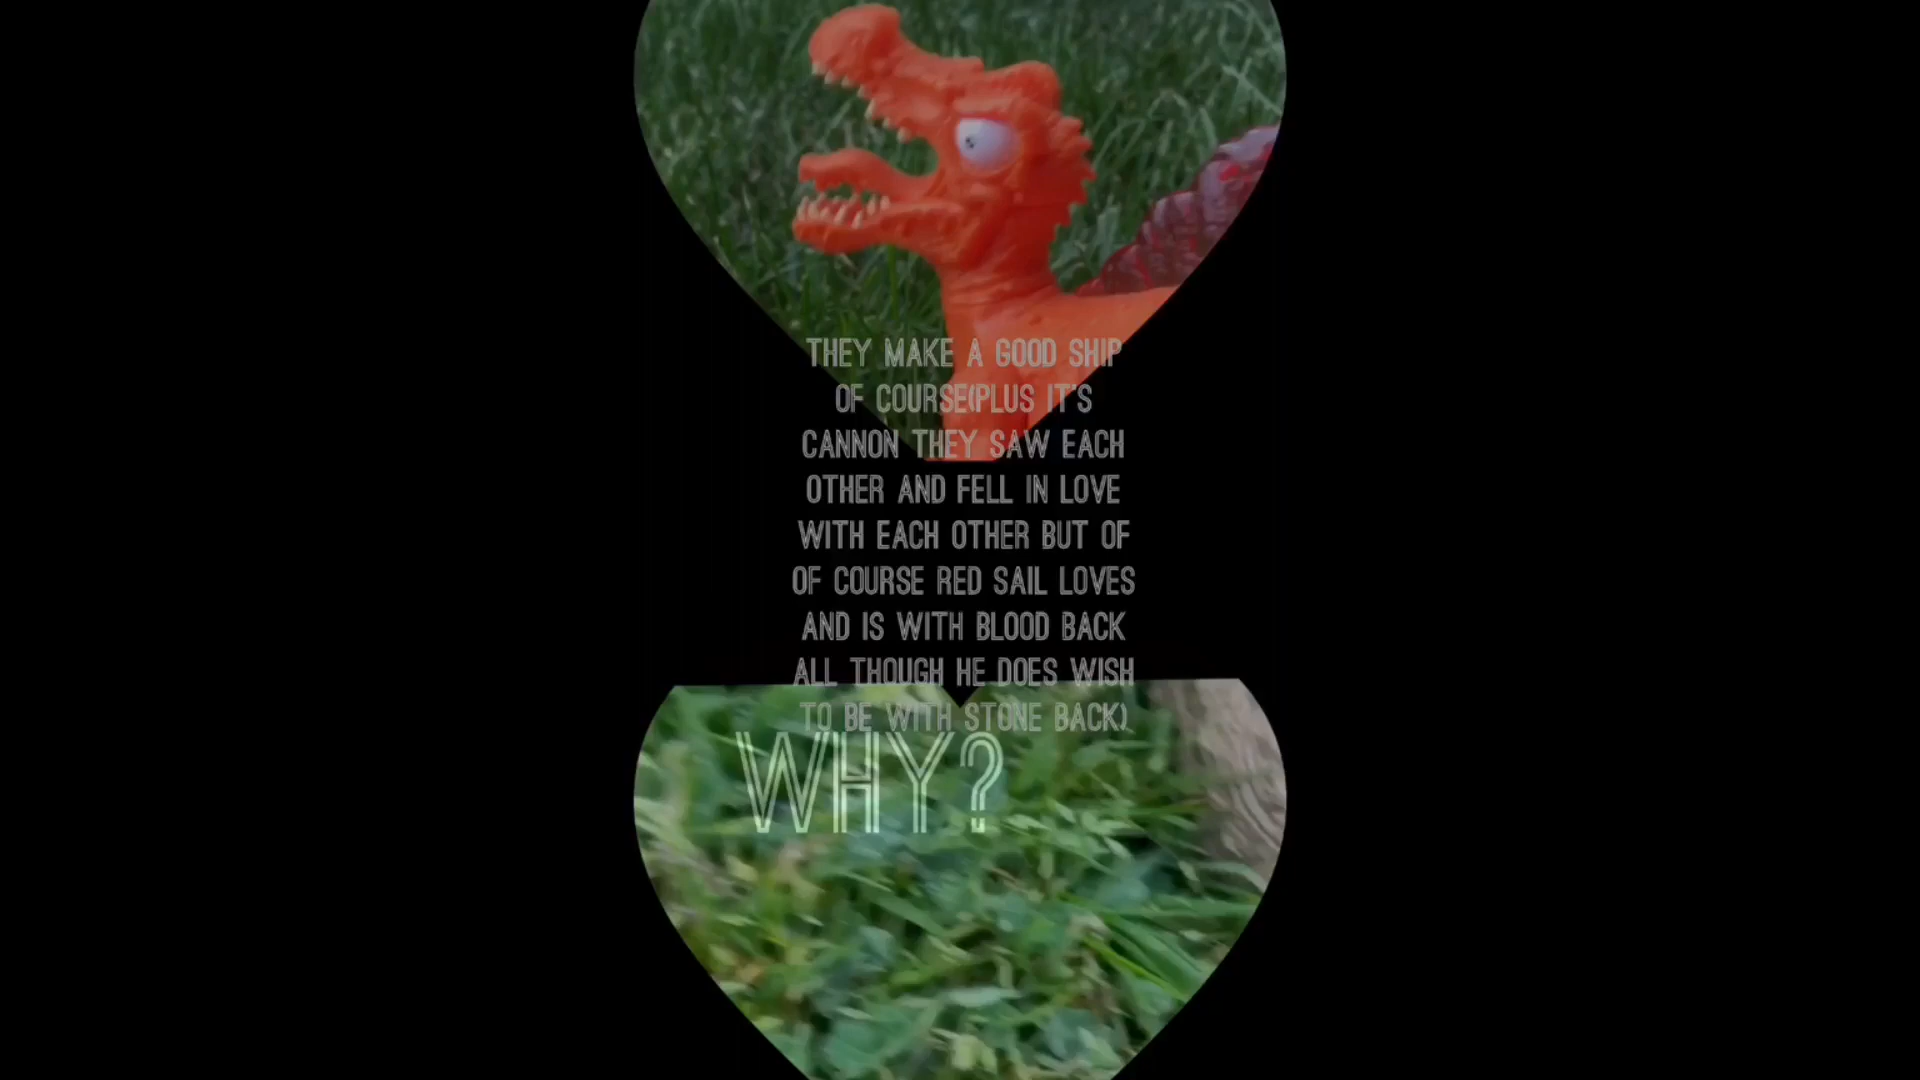 THEY MAKE A GOOD SHIP
OF COURSE(PLUS IT'S
CANNON THEY SAW EACH
OTHER AND FELL IN LOVE
WITH EACH OTHER BUT OF
OF COURSE RED SAIL LOVES
AND IS WITH BLOOD BACK
ALL THOUGH HE DOES WISH
TO BE WITH STONE BACK)
WHY?